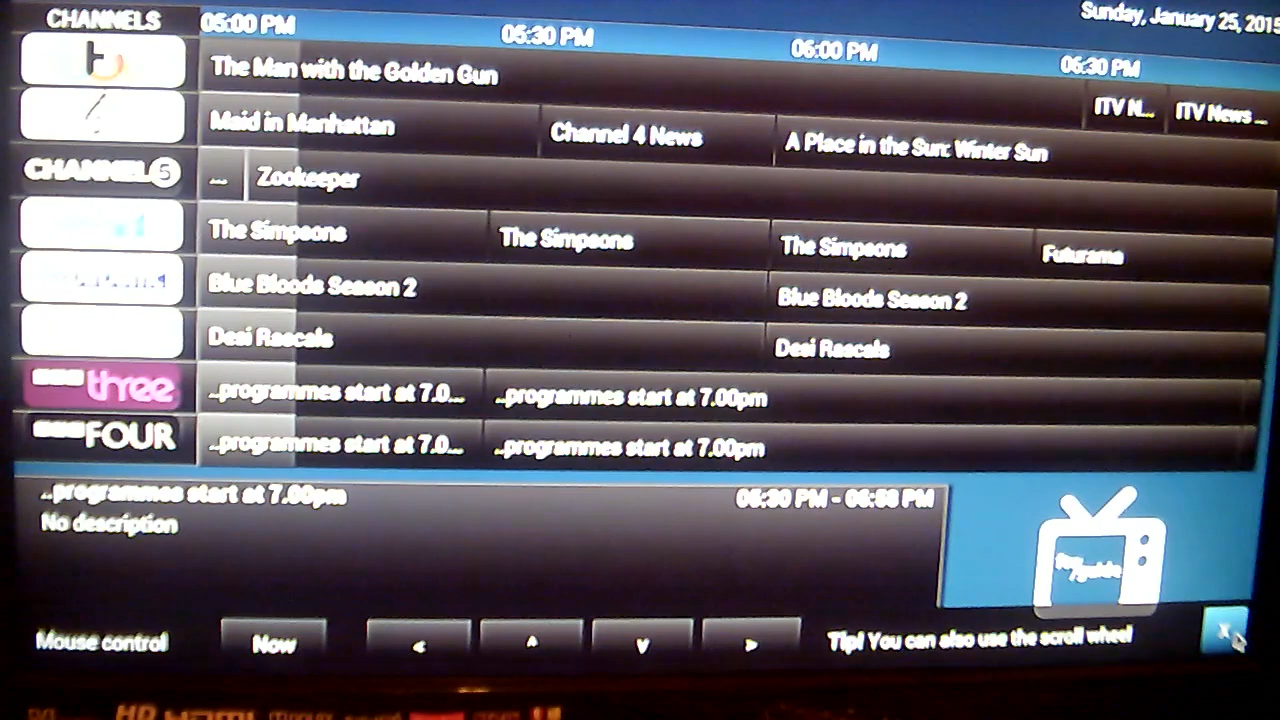 CHANNELS 05:00 PM 05:30 PM 06:00 PM 06:30 PM Sunday, January 25, 2015
The Man with the Golden Gun ITV N... ITV News ...
Maid in Manhattan Channel 4 News A Place in the Sun: Winter Sun
CHANNEL 5 ... Zookeeper
The Simpsons The Simpsons The Simpsons Futurama
Blue Bloods Season 2 Blue Bloods Season 2
Desi Rascals Desi Rascals
three ..programmes start at 7.0... ..programmes start at 7.00pm
FOUR ..programmes start at 7.0... ..programmes start at 7.00pm
..programmes start at 7.00pm 06:30 PM - 06:58 PM
No description
Mouse control Now < ^ v > Tip! You can also use the scroll wheel x
HD HDMI